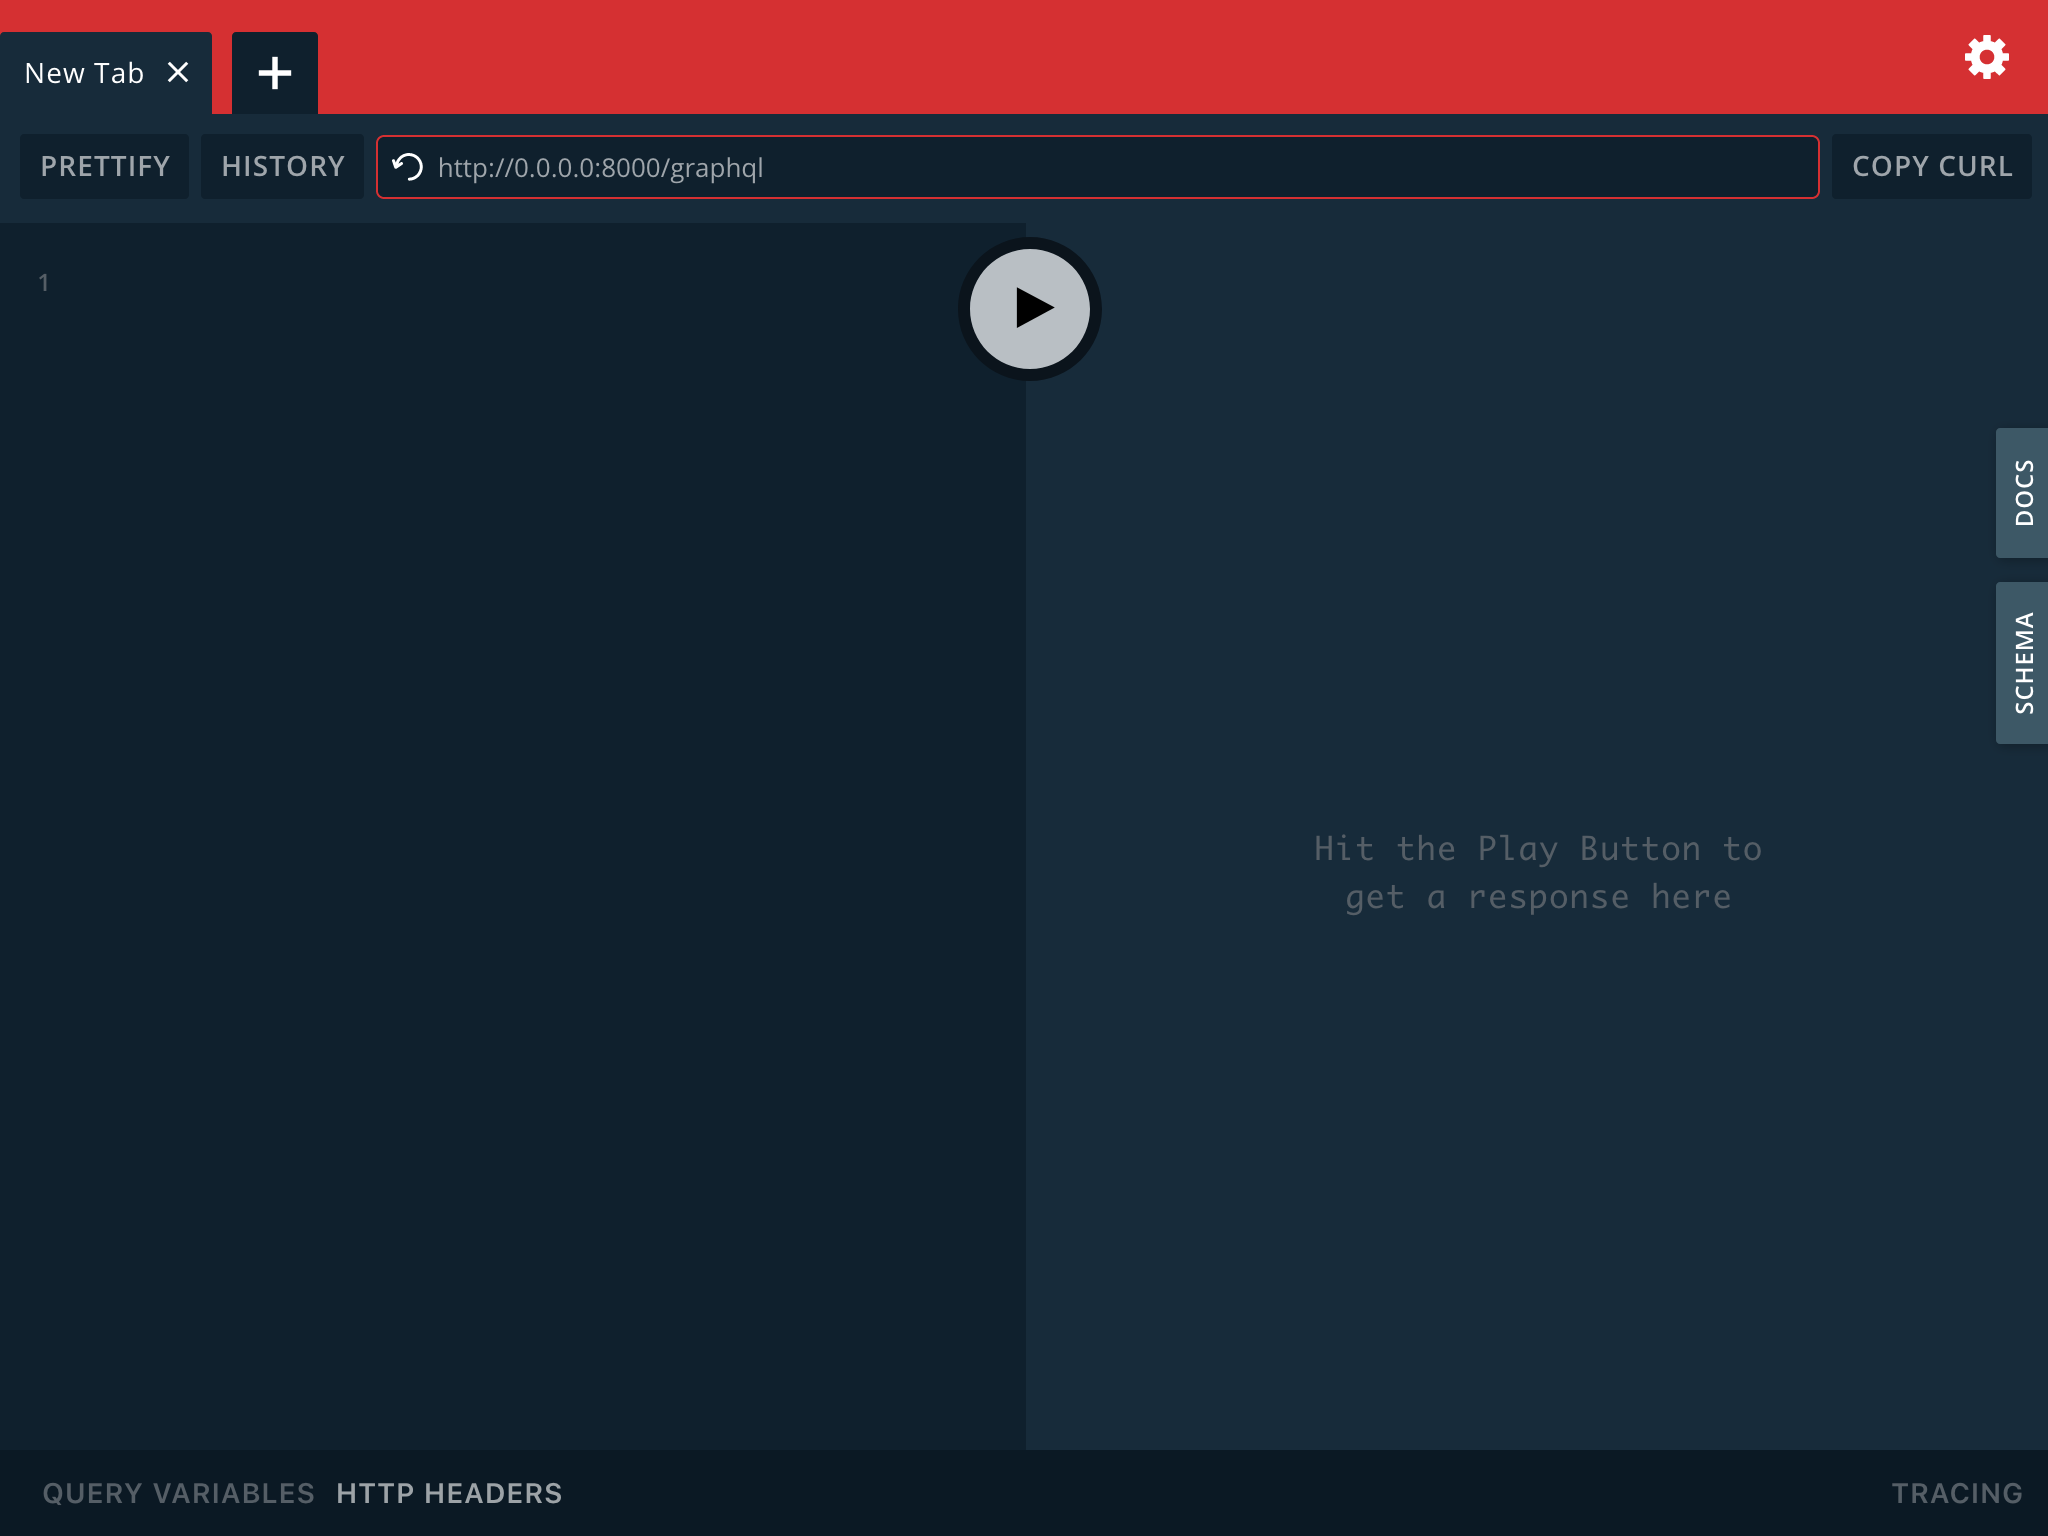 New Tab
PRETTIFY
HISTORY
http://0.0.0.0:8000/graphql
COPY CURL
1
DOCS
SCHEMA
Hit the Play Button to
get a response here
QUERY VARIABLES
HTTP HEADERS
TRACING